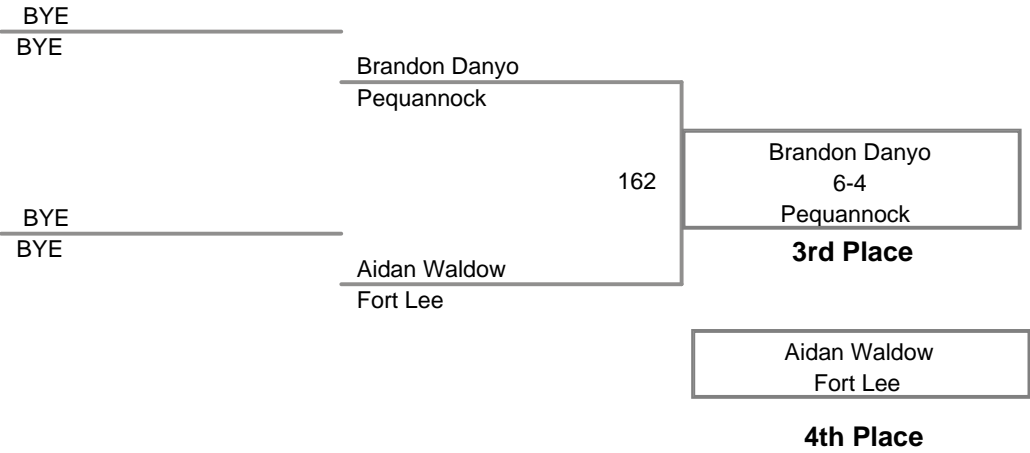 BYE
BYE
Brandon Danyo
Pequannock
162
Brandon Danyo
6-4
Pequannock
3rd Place
BYE
BYE
Aidan Waldow
Fort Lee
Aidan Waldow
Fort Lee
4th Place